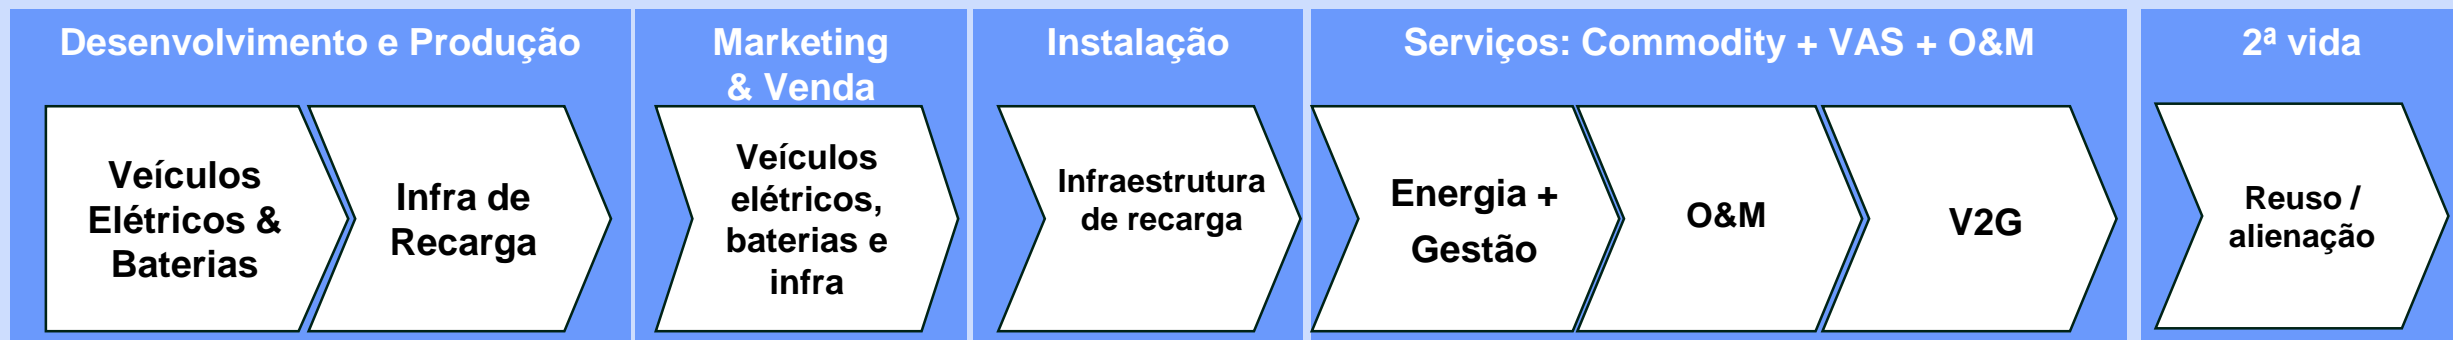 Desenvolvimento e Produção
Veículos
Elétricos &
Baterias
Infra de
Recarga
Marketing
& Venda
Veículos
elétricos,
baterias e
infra
Instalação
Infraestrutura
de recarga
Serviços: Commodity + VAS + O&M
Energia +
Gestão
O&M
V2G
2ª vida
Reuso /
alienação